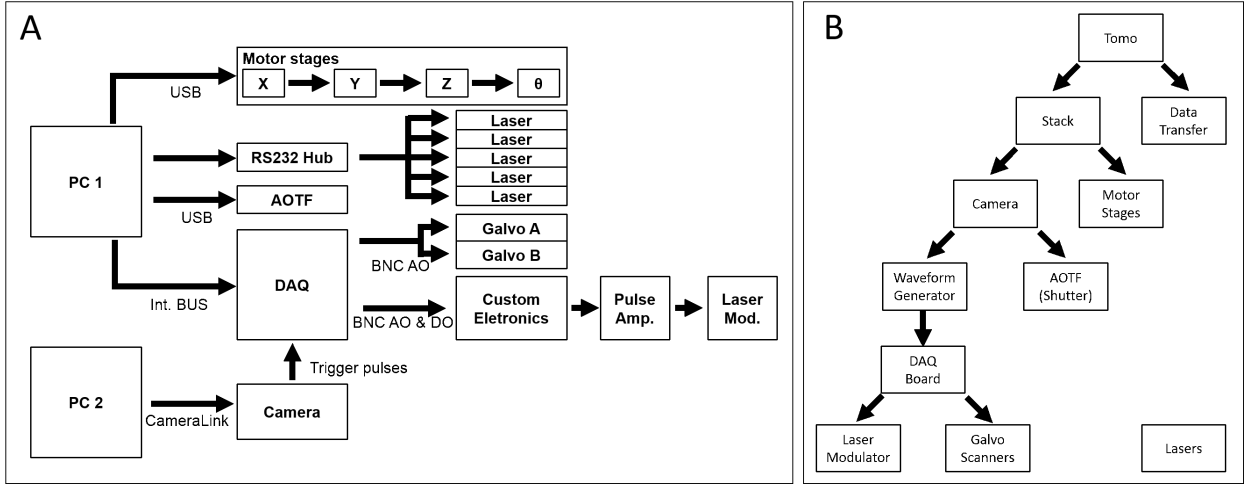 A
Motor stages
X
Y
Z
θ
USB
PC 1
RS232 Hub
Laser
Laser
Laser
Laser
Laser
AOTF
USB
Galvo A
Galvo B
BNC AO
DAQ
Int. BUS
Custom
Eletronics
Pulse
Amp.
Laser
Mod.
BNC AO & DO
Trigger pulses
PC 2
CameraLink
Camera
B
Tomo
Stack
Data
Transfer
Camera
Motor
Stages
Waveform
Generator
AOTF
(Shutter)
DAQ
Board
Laser
Modulator
Galvo
Scanners
Lasers